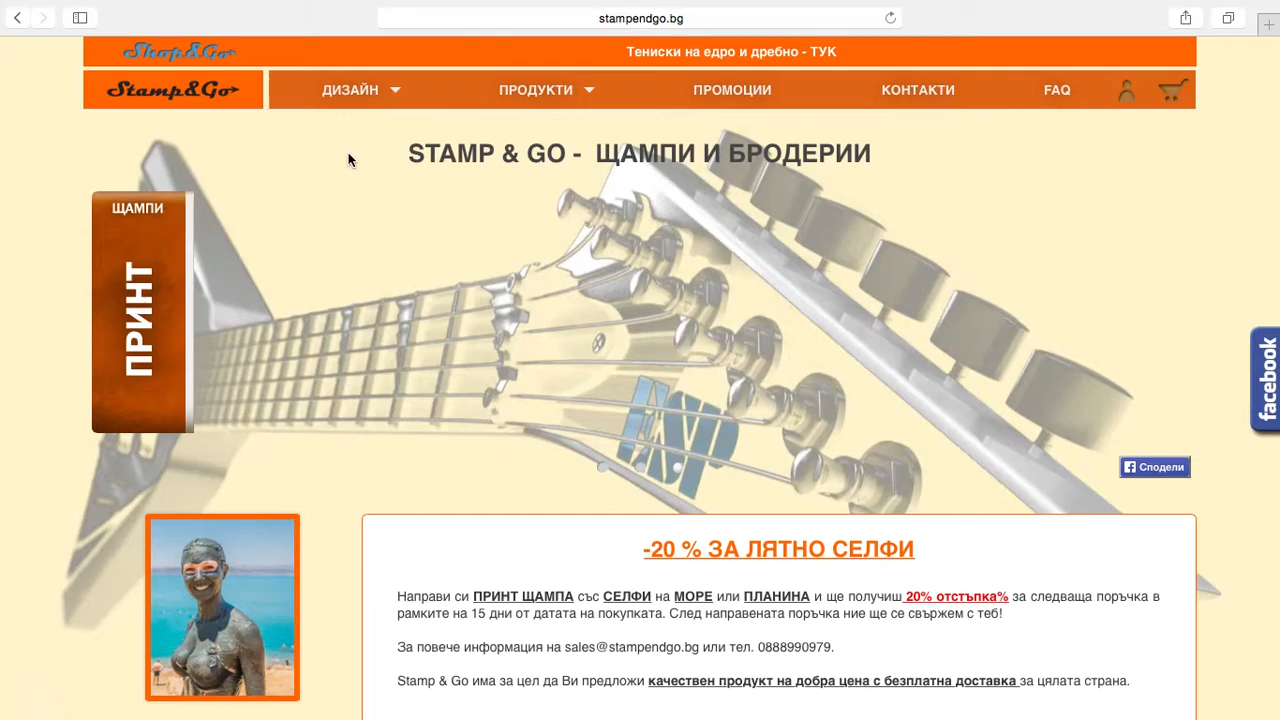 stampendgo.bg
Shop&Go
Тениски на едро и дребно - ТУК
Stamp&Go
ДИЗАЙН
ПРОДУКТИ
ПРОМОЦИИ
КОНТАКТИ
FAQ
STAMP & GO - ЩАМПИ И БРОДЕРИИ
ЩАМПИ
ПРИНТ
facebook
Сподели
-20 % ЗА ЛЯТНО СЕЛФИ
Направи си ПРИНТ ЩАМПА със СЕЛФИ на МОРЕ или ПЛАНИНА и ще получиш 20% отстъпка% за следваща поръчка в
рамките на 15 дни от датата на покупката. След направената поръчка ние ще се свържем с теб!
За повече информация на sales@stampendgo.bg или тел. 0888990979.
Stamp & Go има за цел да Ви предложи качествен продукт на добра цена с безплатна доставка за цялата страна.